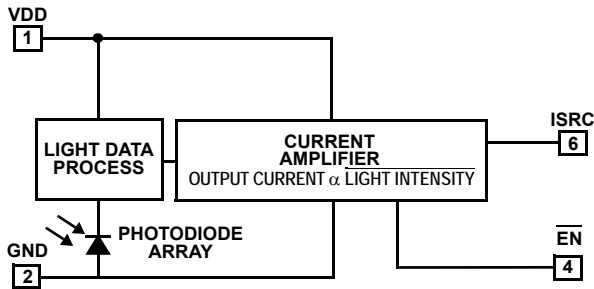 VDD
1
LIGHT DATA
PROCESS
CURRENT
AMPLIFIER
OUTPUT CURRENT α LIGHT INTENSITY
ISRC
6
PHOTODIODE
ARRAY
GND
2
EN
4